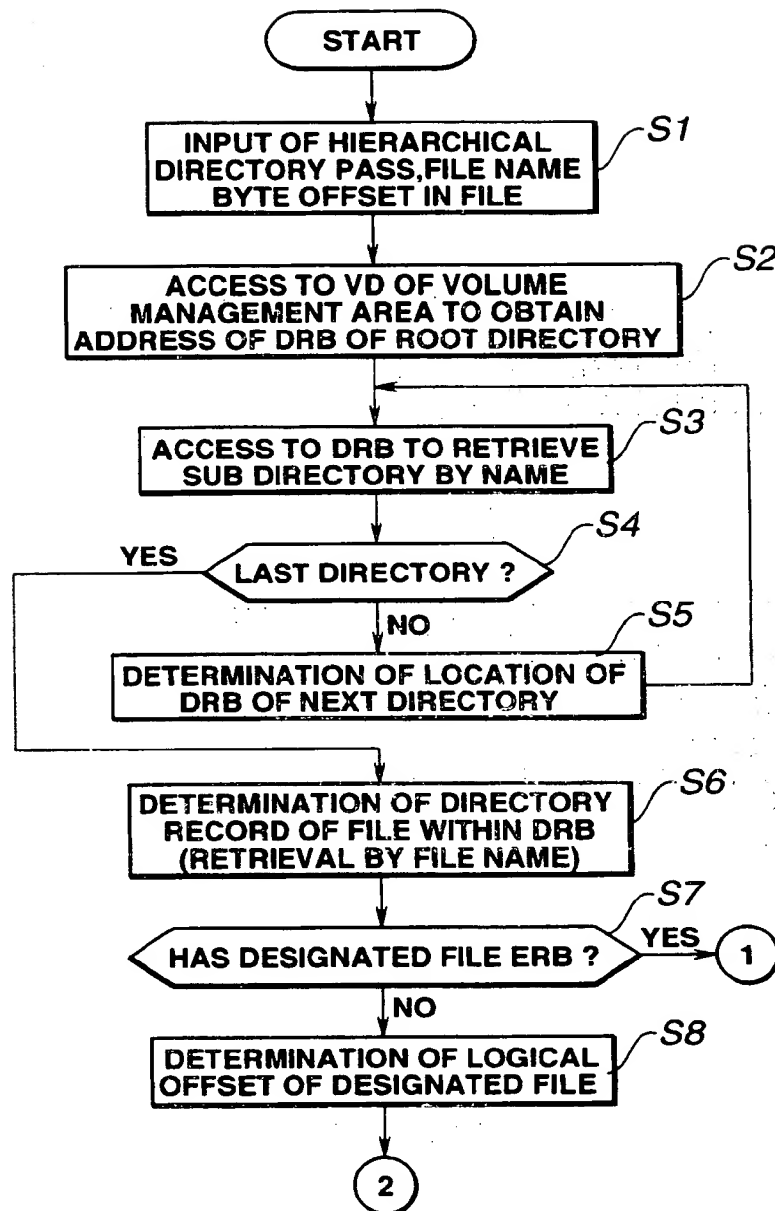 START
S1
INPUT OF HIERARCHICAL
DIRECTORY PASS,FILE NAME
BYTE OFFSET IN FILE
S2
ACCESS TO VD OF VOLUME
MANAGEMENT AREA TO OBTAIN
ADDRESS OF DRB OF ROOT DIRECTORY
S3
ACCESS TO DRB TO RETRIEVE
SUB DIRECTORY BY NAME
S4
YES
LAST DIRECTORY ?
NO
S5
DETERMINATION OF LOCATION OF
DRB OF NEXT DIRECTORY
S6
DETERMINATION OF DIRECTORY
RECORD OF FILE WITHIN DRB
(RETRIEVAL BY FILE NAME)
S7
HAS DESIGNATED FILE ERB ?
YES
1
NO
S8
DETERMINATION OF LOGICAL
OFFSET OF DESIGNATED FILE
2